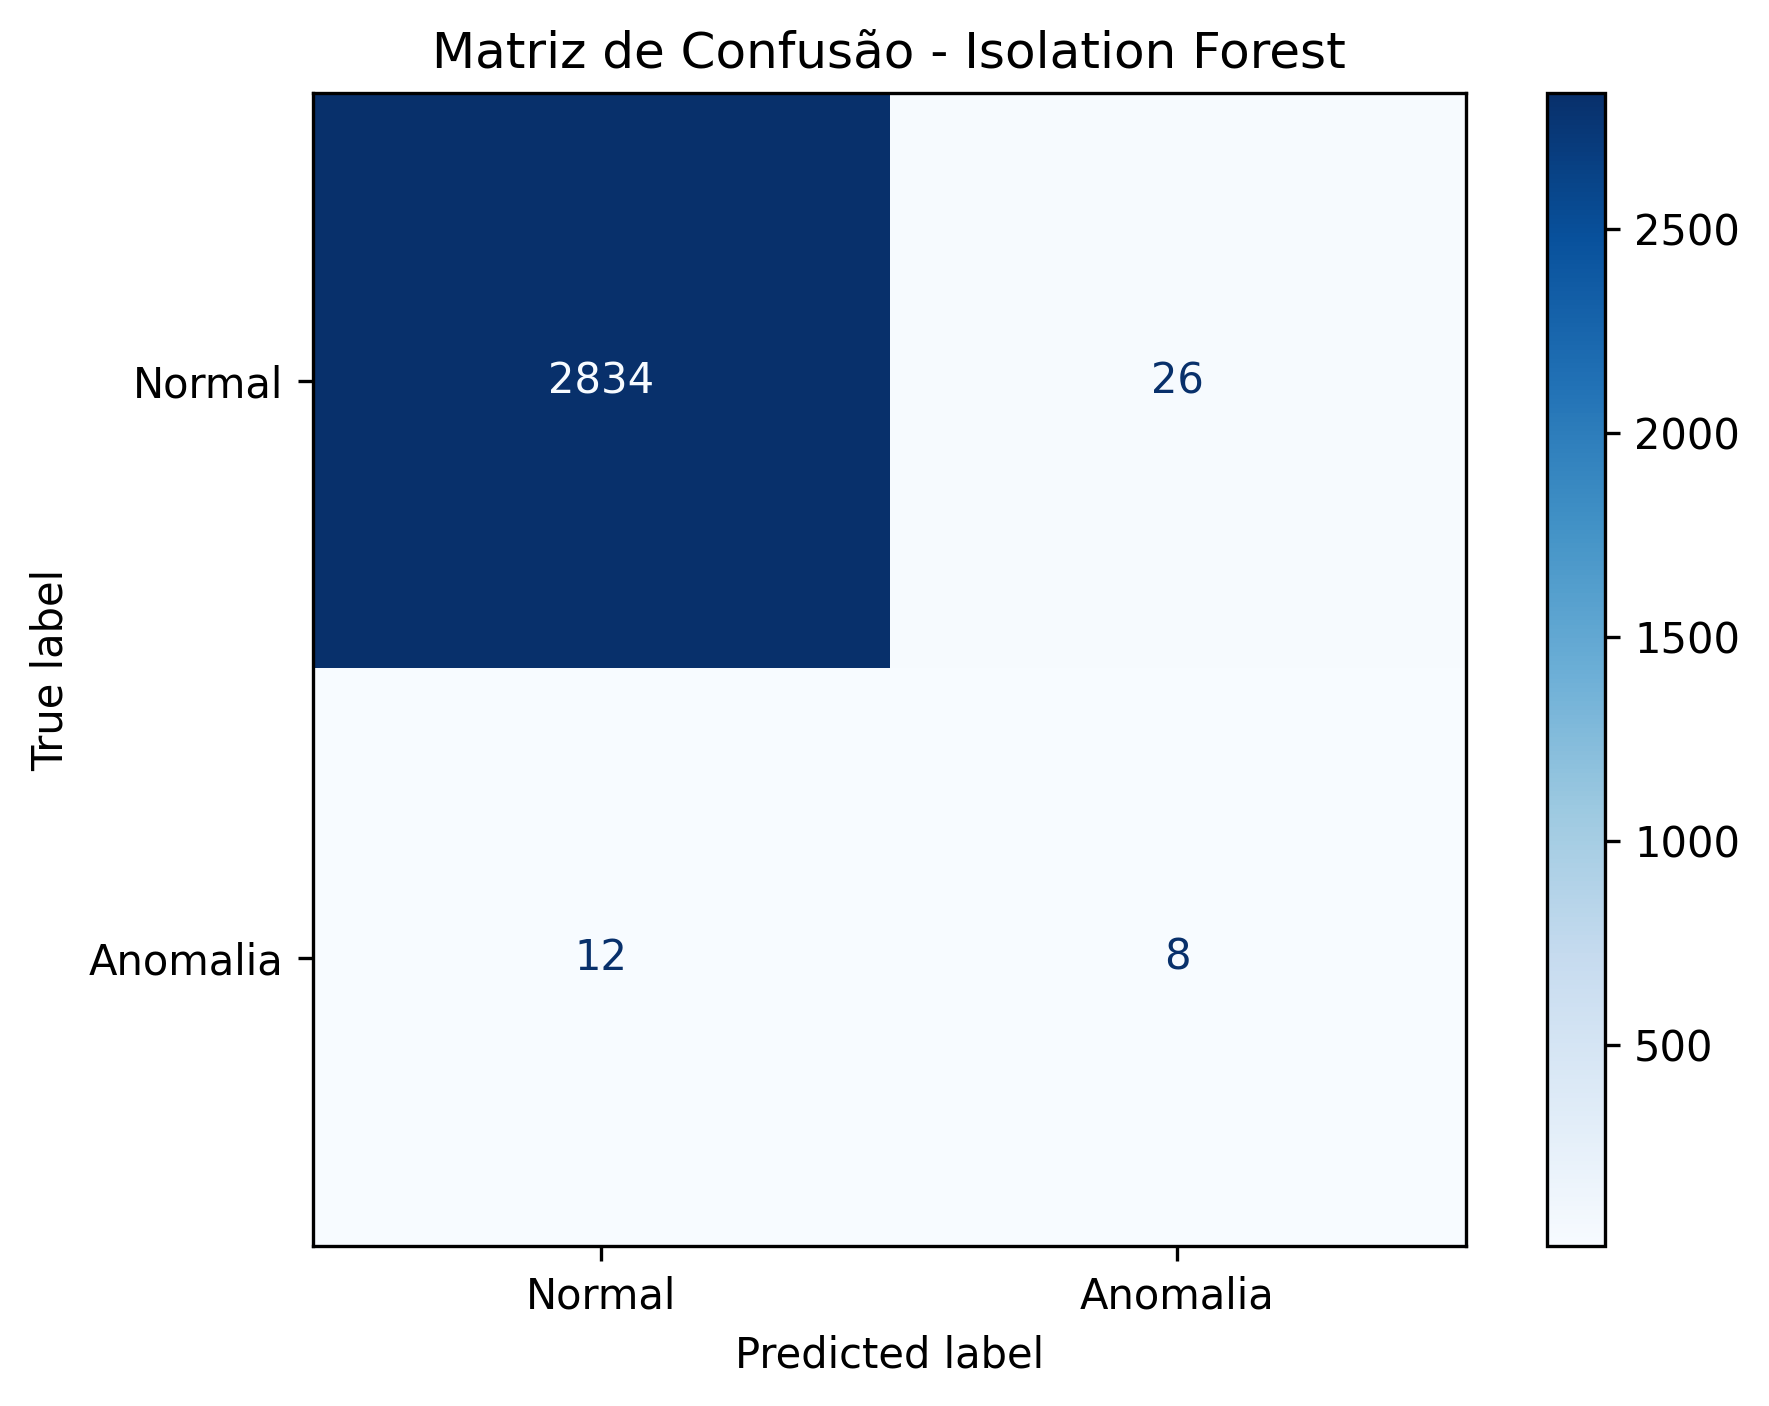 Matriz de Confusão - Isolation Forest
2500
2834
26
Normal
2000
1500
True label
1000
12
8
Anomalia
500
Normal
Anomalia
Predicted label